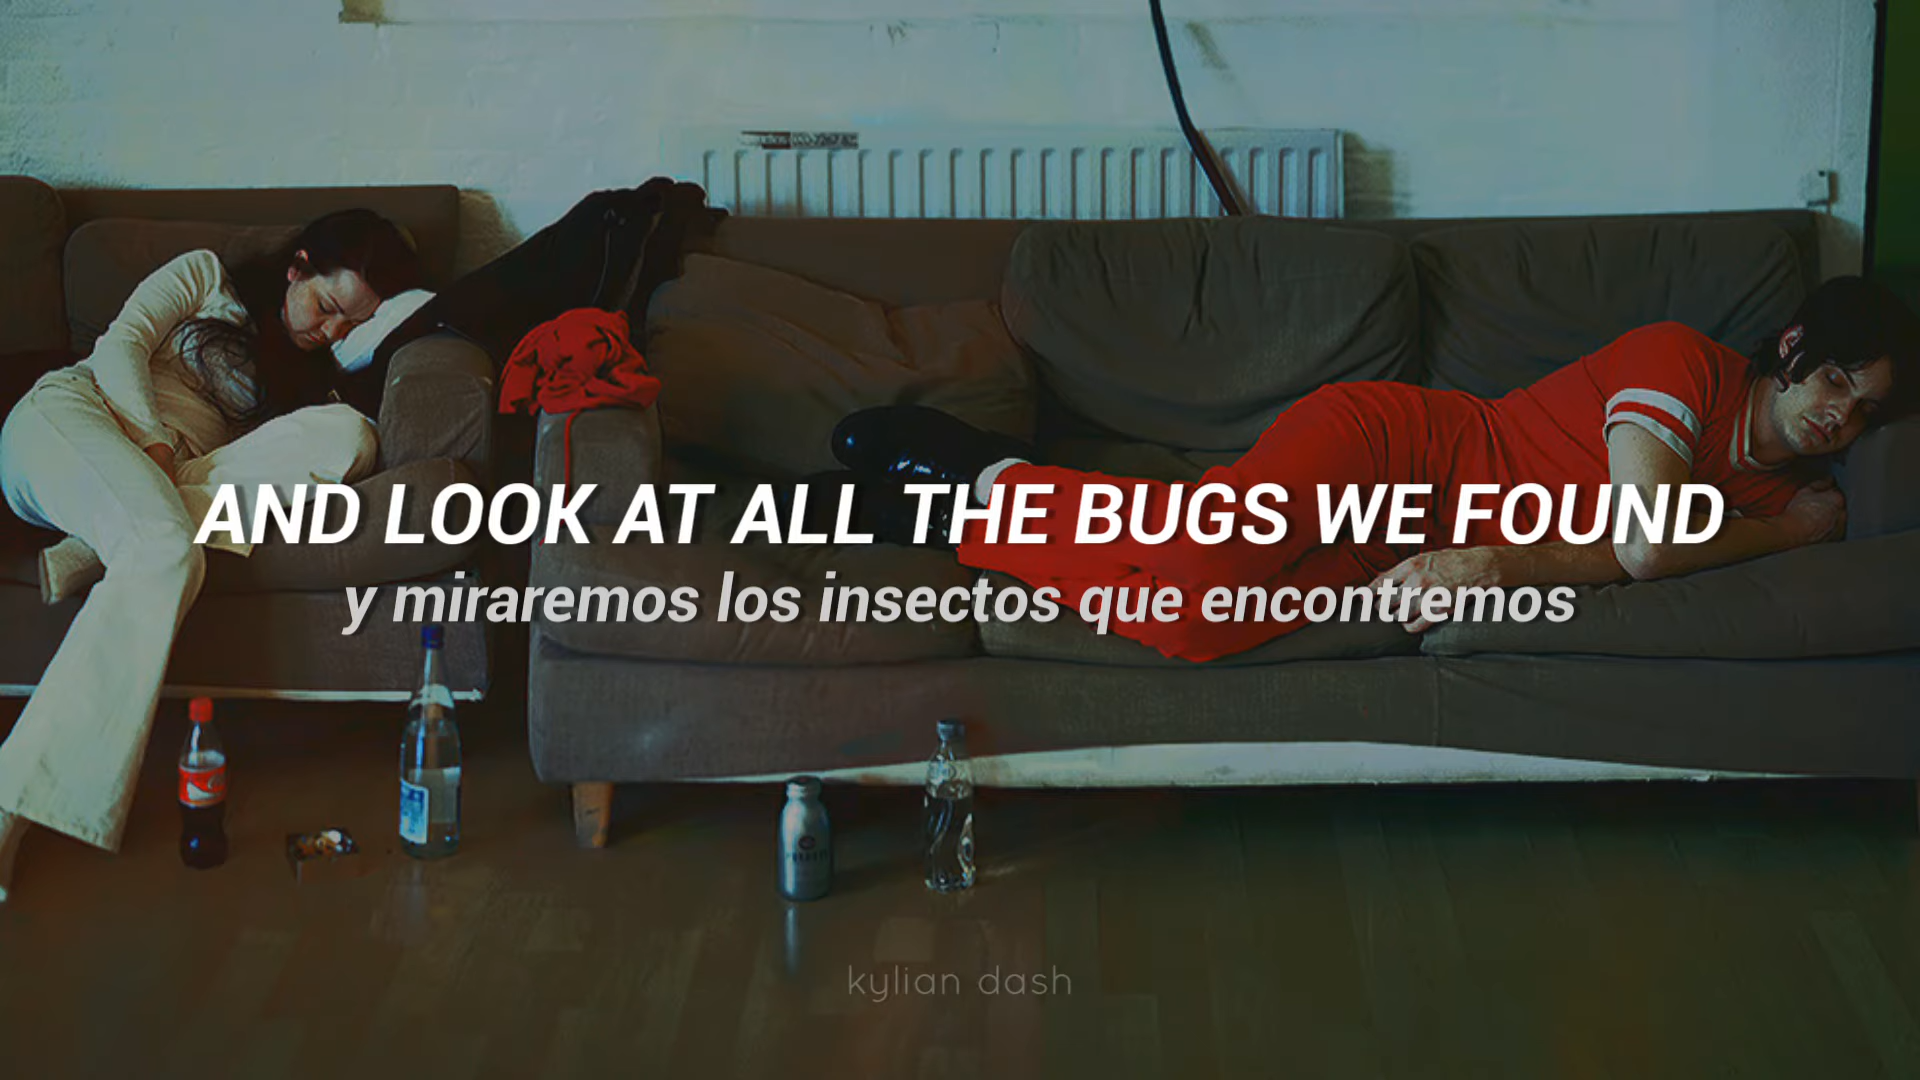 AND LOOK AT ALL THE BUGS WE FOUND
y miraremos los insectos que encontremos
kylian dash